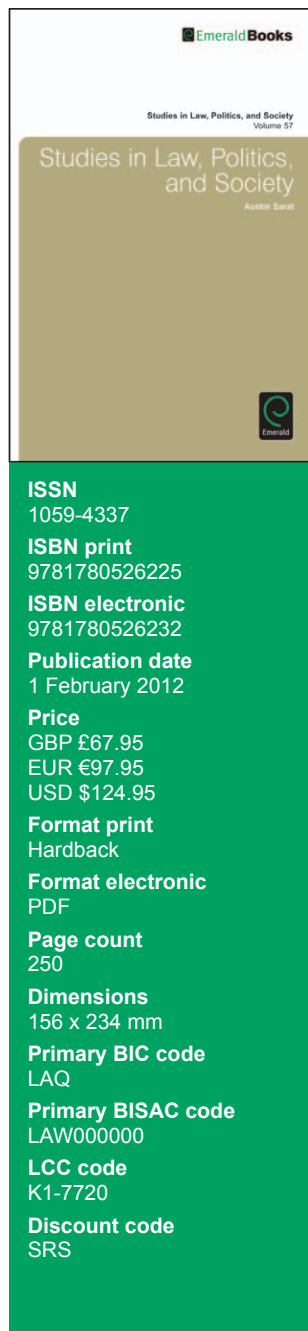 Emerald Books
Studies in Law, Politics, and Society
Volume 57
Studies in Law, Politics,
and Society
Austin Sarat
Emerald
ISSN
1059-4337
ISBN print
9781780526225
ISBN electronic
9781780526232
Publication date
1 February 2012
Price
GBP £67.95
EUR €97.95
USD $124.95
Format print
Hardback
Format electronic
PDF
Page count
250
Dimensions
156 x 234 mm
Primary BIC code
LAQ
Primary BISAC code
LAW000000
LCC code
K1-7720
Discount code
SRS